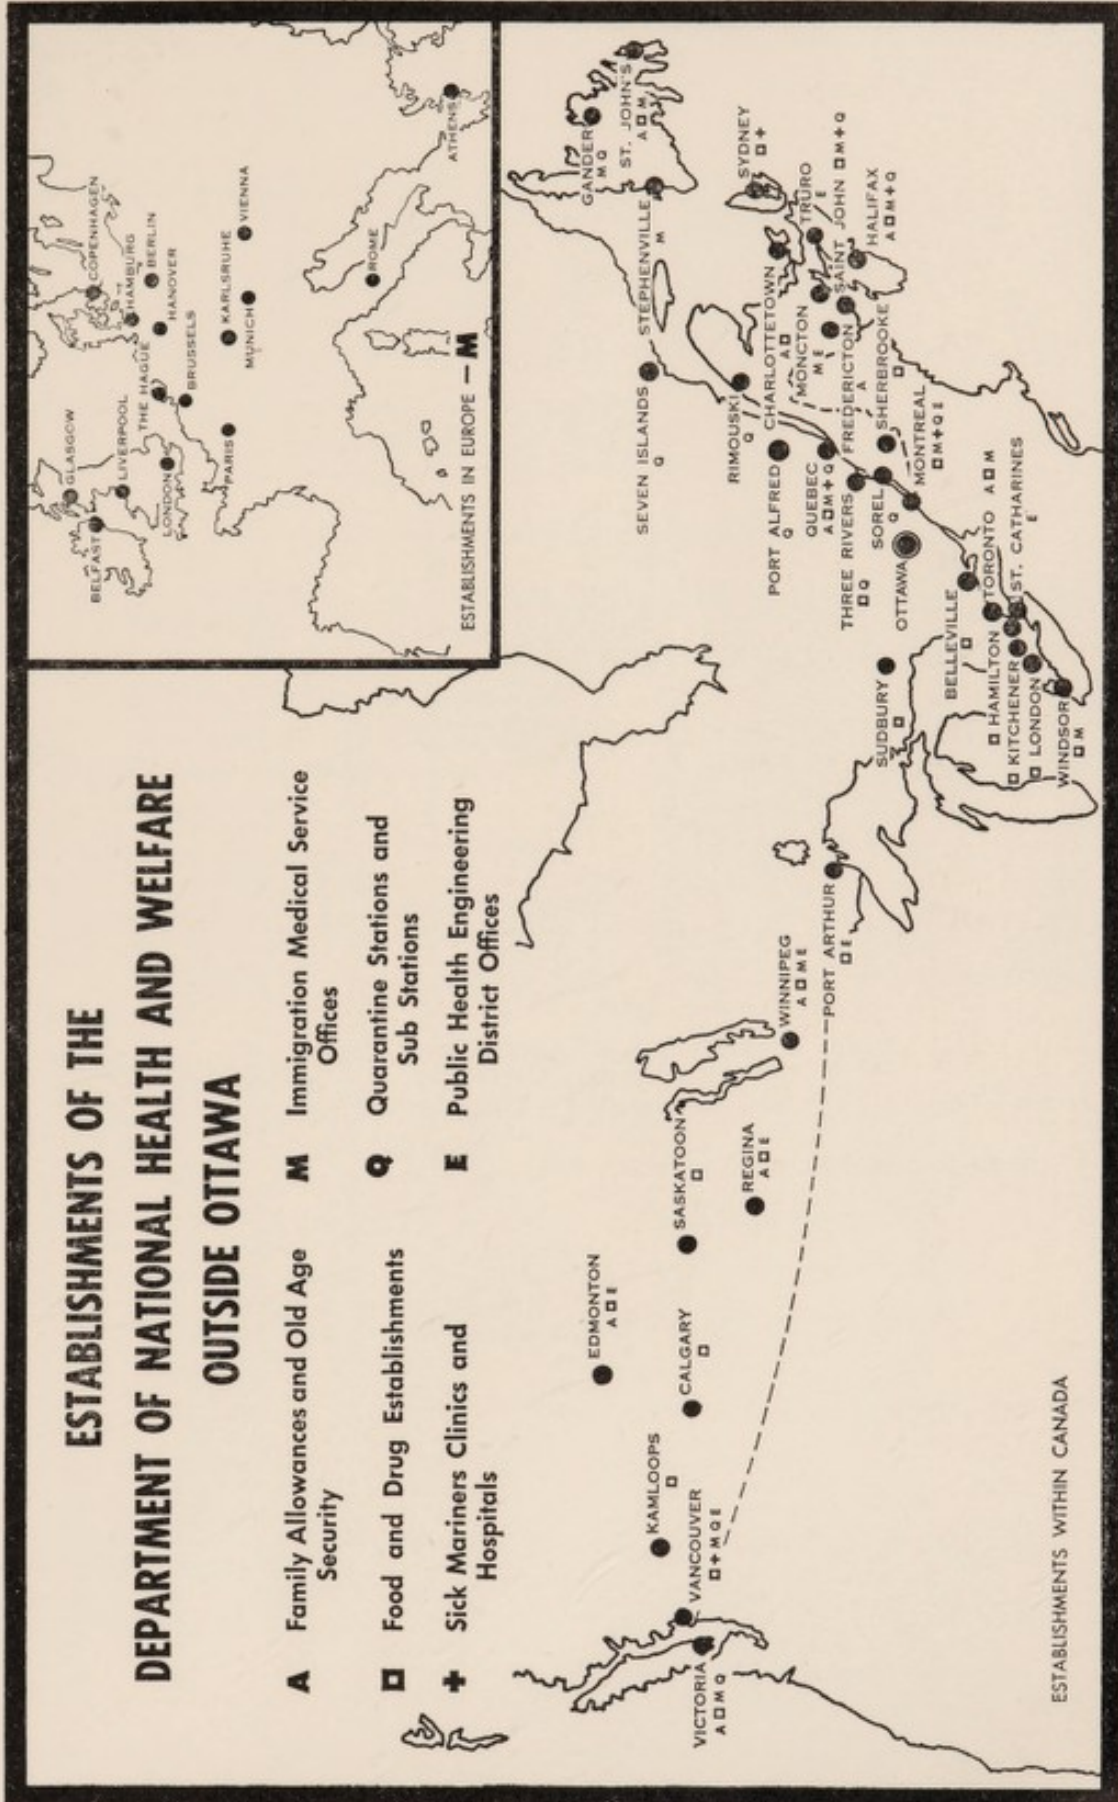 ESTABLISHMENTS OF THE
DEPARTMENT OF NATIONAL HEALTH AND WELFARE
OUTSIDE OTTAWA
A Family Allowances and Old Age
Security
Food and Drug Establishments
Sick Mariners Clinics and
Hospitals
M Immigration Medical Service
Offices
Q Quarantine Stations and
Sub Stations
E Public Health Engineering
District Offices
GLASGOW
BELFAST
LIVERPOOL
LONDON
THE HAGUE
BRUSSELS
PARIS
COPENHAGEN
HAMBURG
BERLIN
HANOVER
KARLSRUHE
MUNICH
VIENNA
ROME
ATHENS
ESTABLISHMENTS IN EUROPE — M
VICTORIA
A □ M Q
VANCOUVER
□ + M Q E
KAMLOOPS
□
CALGARY
□
EDMONTON
A □ E
SASKATOON
□
REGINA
A □ E
WINNIPEG
A □ M E
PORT ARTHUR
□ E
SUDBURY
□
WINDSOR
□ M
□ LONDON
□ KITCHENER
□ HAMILTON
BELLEVILLE
□
TORONTO A □ M
ST. CATHARINES
E
OTTAWA
MONTREAL
□ M + Q E
SOREL
Q
THREE RIVERS
□ Q
SHERBROOKE
□
QUEBEC
A □ M + Q
PORT ALFRED
Q
RIMOUSKI
Q
SEVEN ISLANDS
Q
FREDERICTON
A
MONCTON
M E
SAINT JOHN □ M + Q
CHARLOTTETOWN
A □
TRURO
E
HALIFAX
A □ M + Q
SYDNEY
□ +
STEPHENVILLE
M
GANDER
M Q
ST. JOHN'S
A □ M
ESTABLISHMENTS WITHIN CANADA